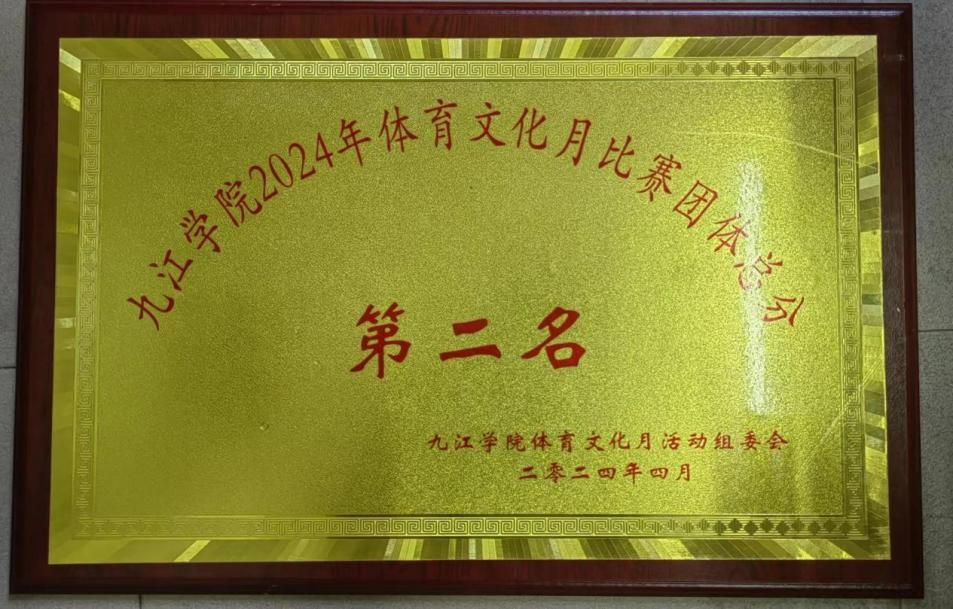 九江学院2024年体育文化月比赛团体总分
第二名
九江学院体育文化月活动组委会
二零二四年四月